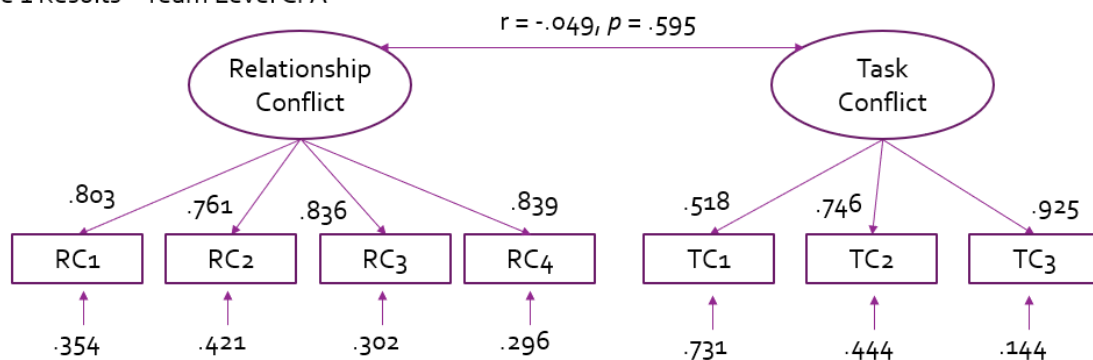 r = -.049, p = .595
Relationship
Conflict
Task
Conflict
.803
.761
.836
.839
.518
.746
.925
RC1
RC2
RC3
RC4
TC1
TC2
TC3
.354
.421
.302
.296
.731
.444
.144